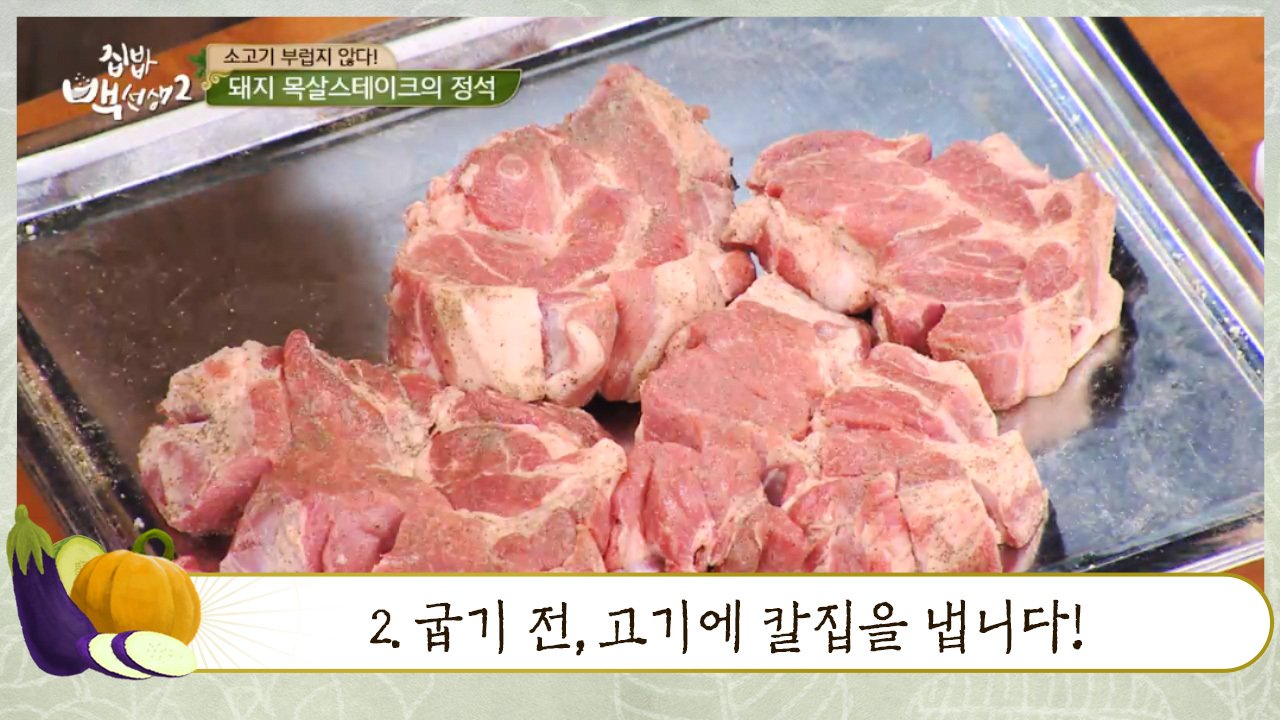 집밥
백선생2
소고기 부럽지 않다!
돼지 목살스테이크의 정석
2. 굽기 전, 고기에 칼집을 냅니다!